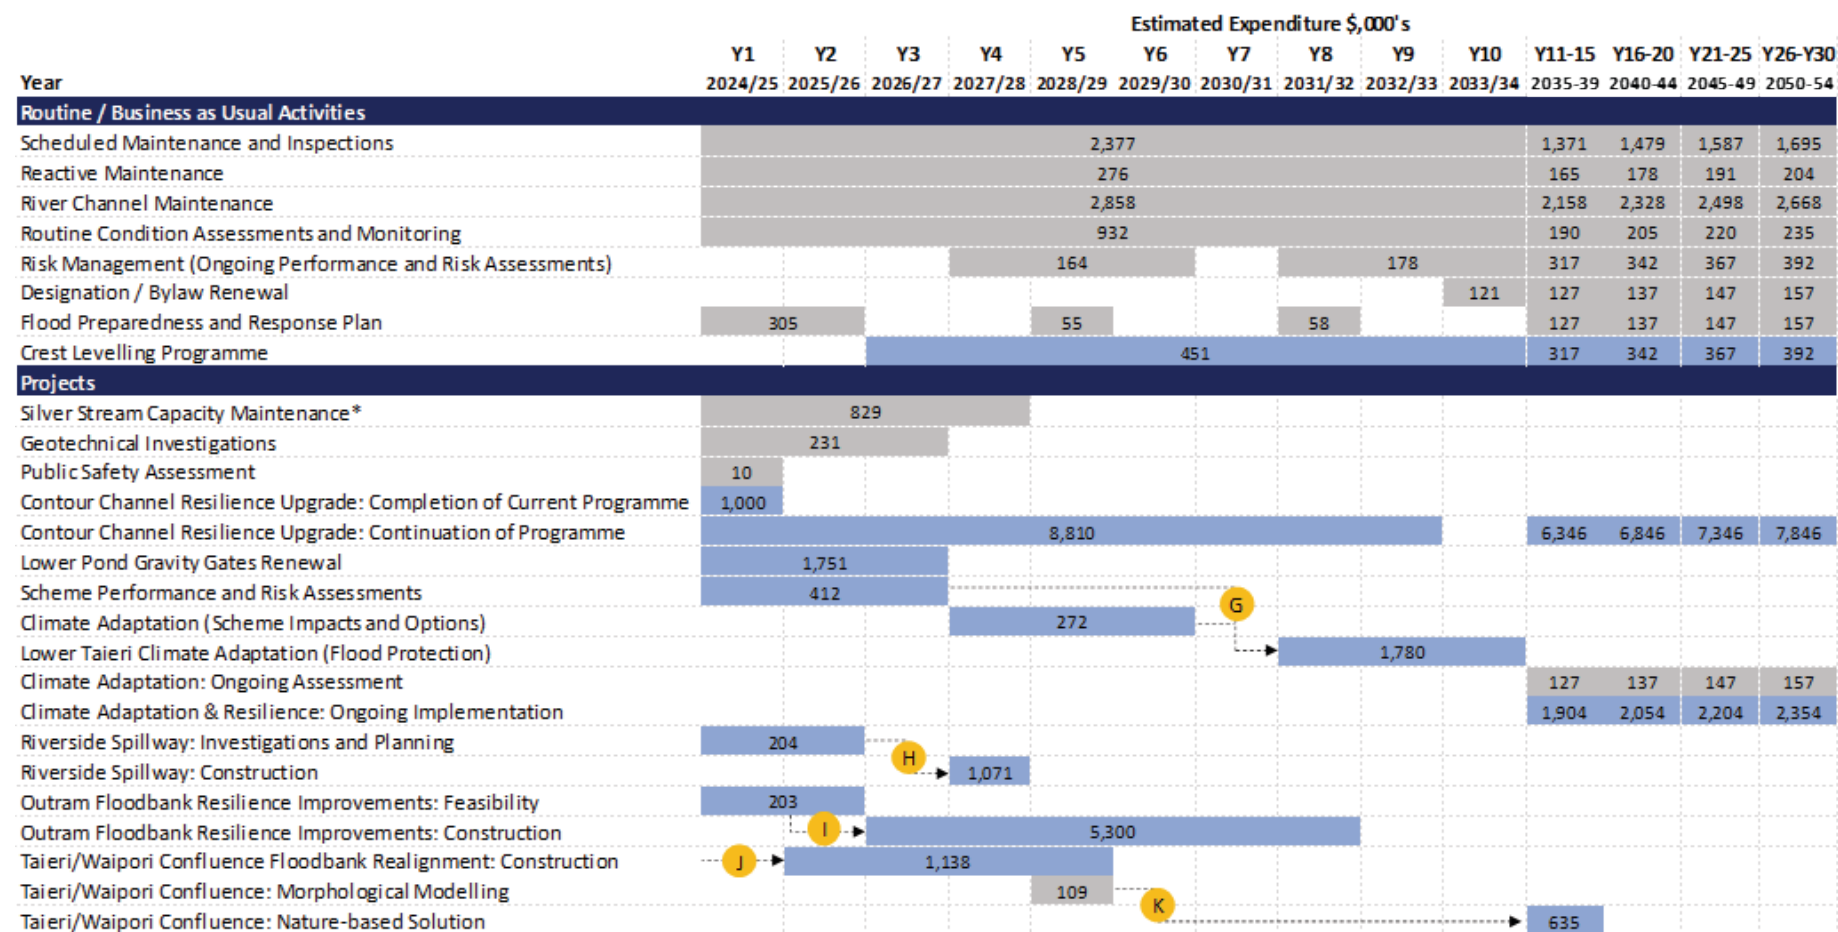 Estimated Expenditure $,000's
Y1 Y2 Y3 Y4 Y5 Y6 Y7 Y8 Y9 Y10 Y11-15 Y16-20 Y21-25 Y26-Y30
Year 2024/25 2025/26 2026/27 2027/28 2028/29 2029/30 2030/31 2031/32 2032/33 2033/34 2035-39 2040-44 2045-49 2050-54
Routine / Business as Usual Activities
Scheduled Maintenance and Inspections 2,377 1,371 1,479 1,587 1,695
Reactive Maintenance 276 165 178 191 204
River Channel Maintenance 2,858 2,158 2,328 2,498 2,668
Routine Condition Assessments and Monitoring 932 190 205 220 235
Risk Management (Ongoing Performance and Risk Assessments) 164 178 317 342 367 392
Designation / Bylaw Renewal 121 127 137 147 157
Flood Preparedness and Response Plan 305 55 58 127 137 147 157
Crest Levelling Programme 451 317 342 367 392
Projects
Silver Stream Capacity Maintenance* 829
Geotechnical Investigations 231
Public Safety Assessment 10
Contour Channel Resilience Upgrade: Completion of Current Programme 1,000
Contour Channel Resilience Upgrade: Continuation of Programme 8,810 6,346 6,846 7,346 7,846
Lower Pond Gravity Gates Renewal 1,751
Scheme Performance and Risk Assessments 412
G
Climate Adaptation (Scheme Impacts and Options) 272
Lower Taieri Climate Adaptation (Flood Protection) 1,780
Climate Adaptation: Ongoing Assessment 127 137 147 157
Climate Adaptation & Resilience: Ongoing Implementation 1,904 2,054 2,204 2,354
Riverside Spillway: Investigations and Planning 204
H
Riverside Spillway: Construction 1,071
Outram Floodbank Resilience Improvements: Feasibility 203
Outram Floodbank Resilience Improvements: Construction I 5,300
Taieri/Waipori Confluence Floodbank Realignment: Construction J 1,138
Taieri/Waipori Confluence: Morphological Modelling 109
K
Taieri/Waipori Confluence: Nature-based Solution 635